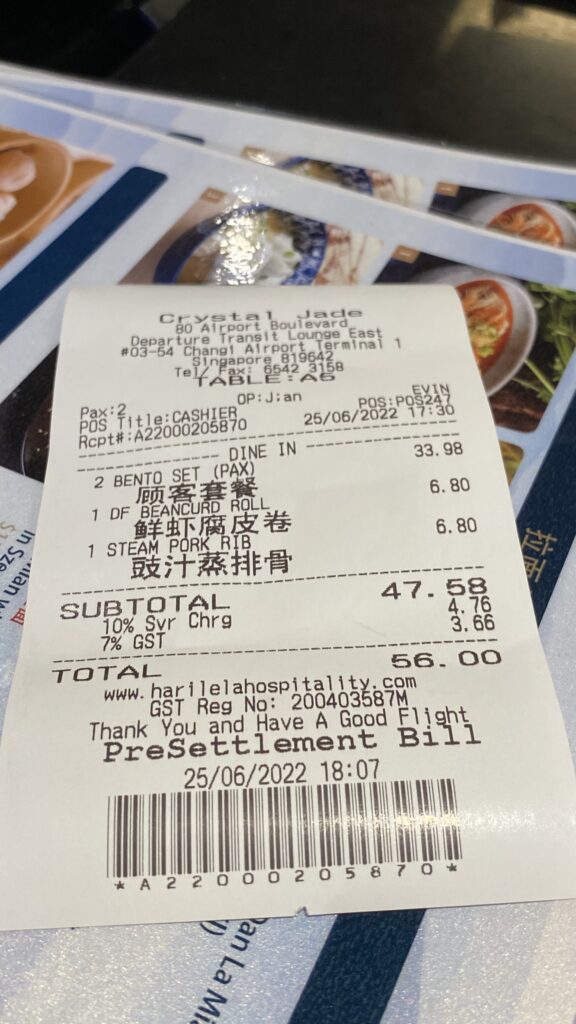 Crystal Jade
80 Airport Boulevard
Departure Transit Lounge East
#03-54 Changi Airport Terminal 1
Singapore 819642
Tel/ Fax: 6542 3158
TABLE:A6
OP:J;an
Pax:2 EVIN
POS Title:CASHIER POS:POS247
Rcpt#:A22000205870 25/06/2022 17:30
DINE IN
2 BENTO SET (PAX) 33.98
顾客套餐
1 DF BEANCURD ROLL 6.80
鲜虾腐皮卷
1 STEAM PORK RIB 6.80
豉汁蒸排骨
SUBTOTAL 47.58
10% Svr Chrg 4.76
7% GST 3.66
TOTAL 56.00
www.harilelahospitality.com
GST Reg No: 200403587M
Thank You and Have A Good Flight
PreSettlement Bill
25/06/2022 18:07
*A22000205870*
拉面